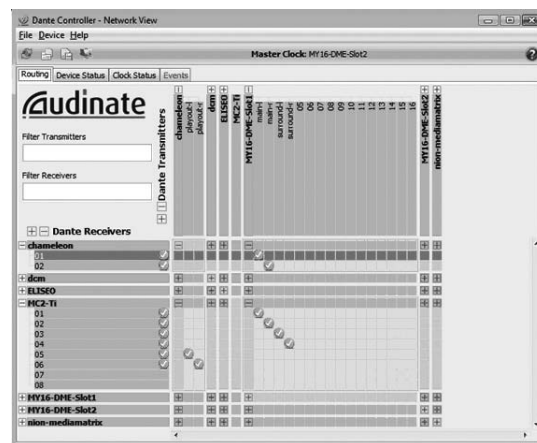 Dante Controller - Network View
File Device Help
Master Clock: MY16-DME-Slot2
Routing Device Status Clock Status Events
Audinate
Filter Transmitters
Filter Receivers
Dante Transmitters
chameleon
playout-l
playout-r
dcm
ELISEO
MC2-Ti
MY16-DME-Slot1
main-l
main-r
surround-l
surround-r
05
06
07
08
09
10
11
12
13
14
15
16
MY16-DME-Slot2
nion-mediamatrix
Dante Receivers
chameleon
01
02
dcm
ELISEO
MC2-Ti
01
02
03
04
05
06
07
08
MY16-DME-Slot1
MY16-DME-Slot2
nion-mediamatrix